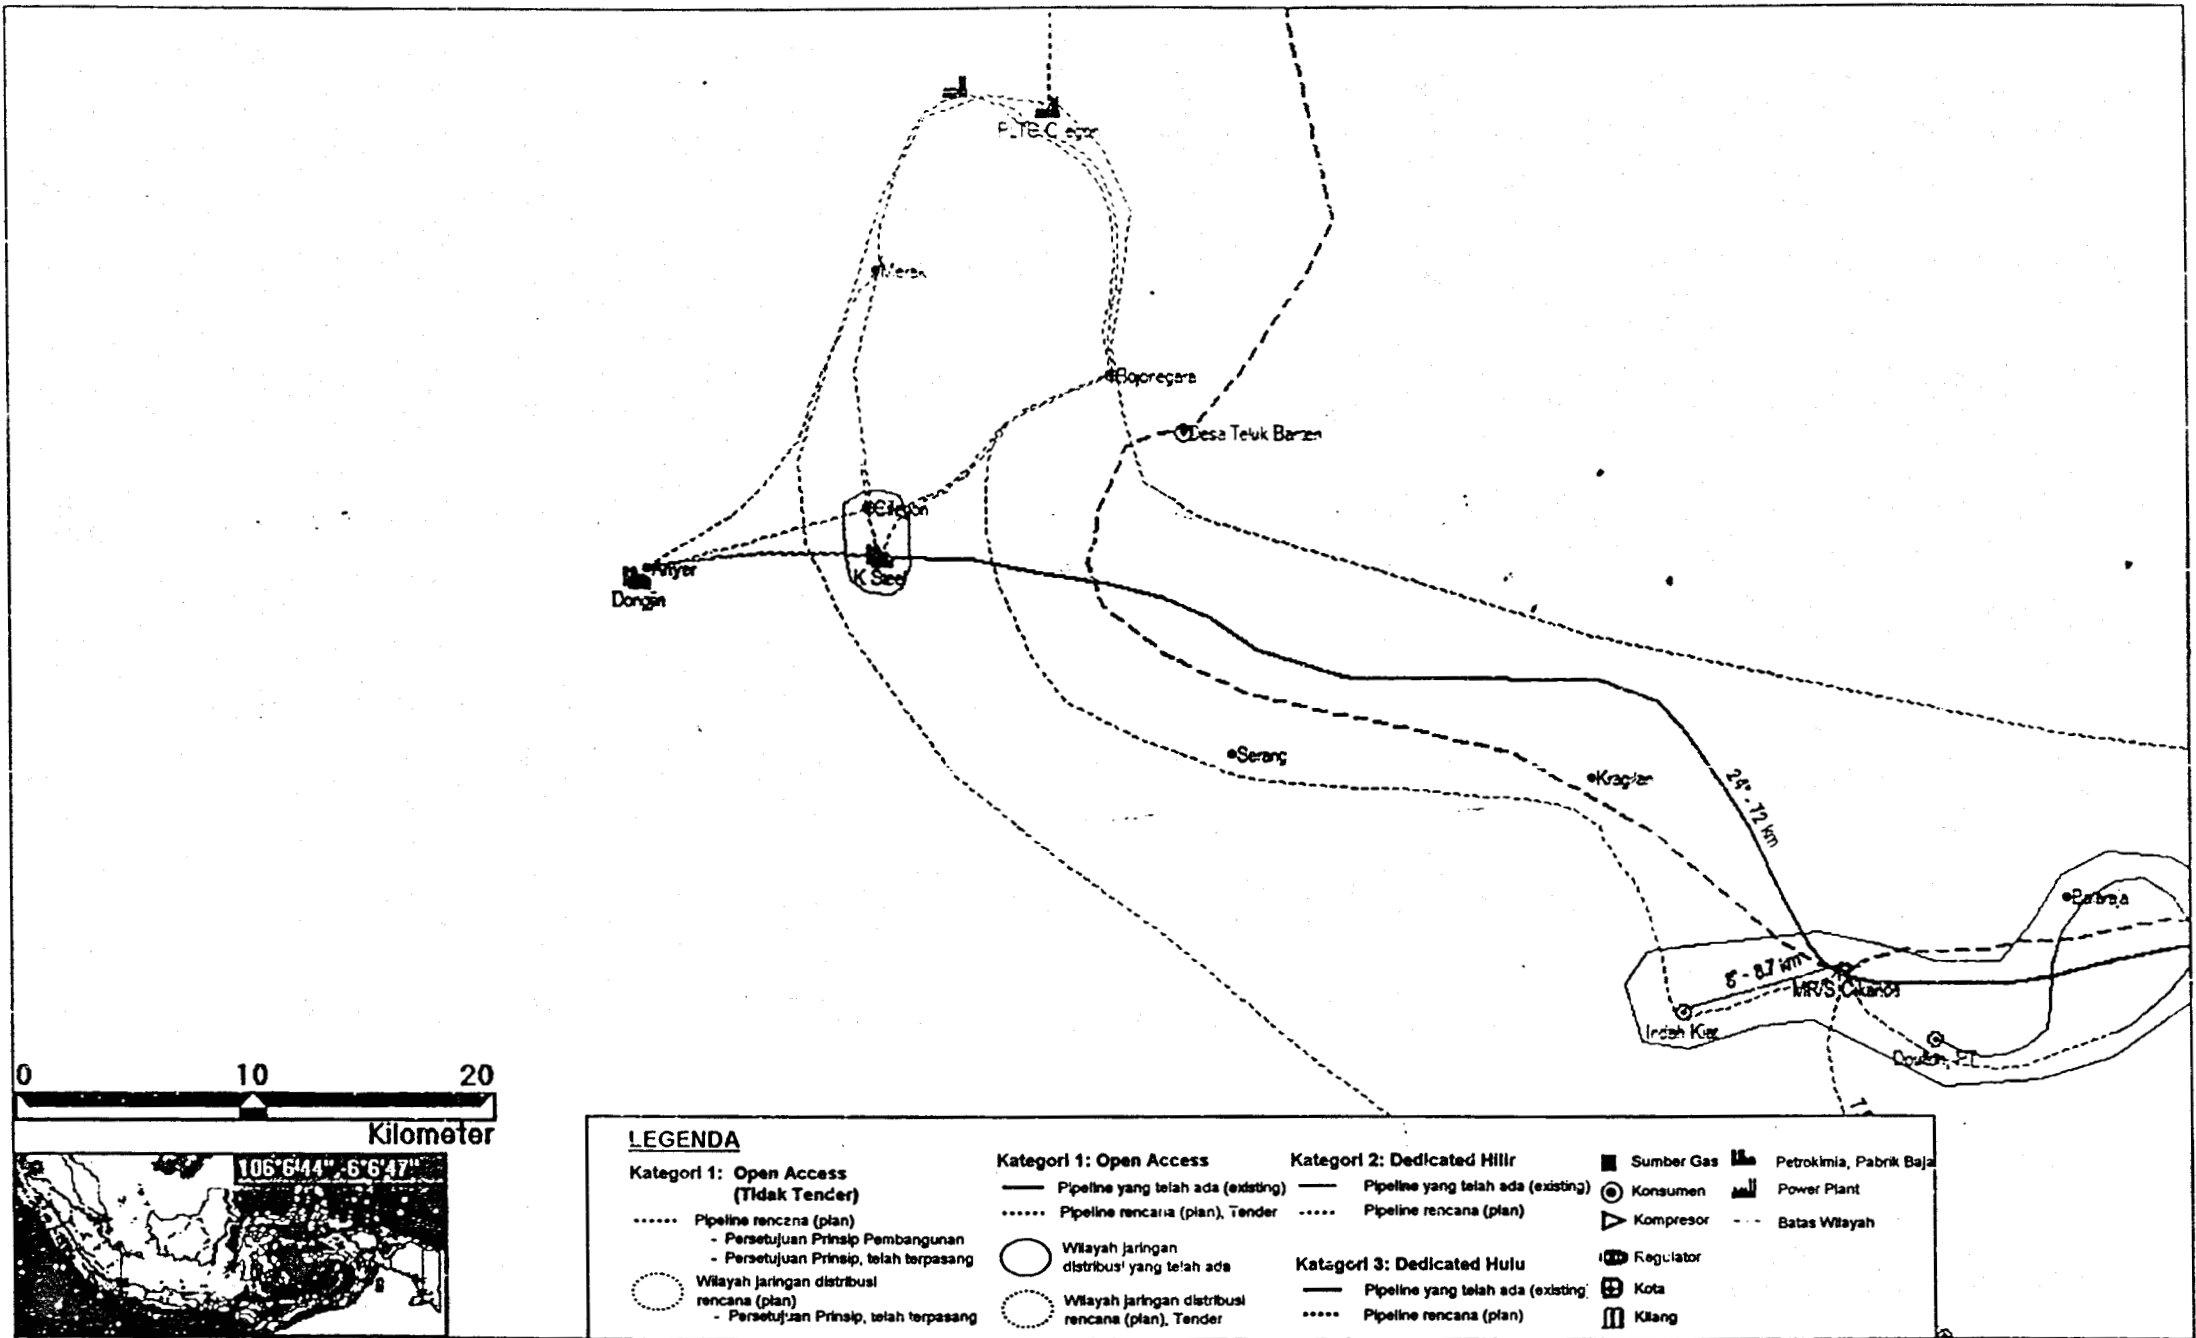 Merak
Bojonegara
Desa Teluk Banten
Cilegon
Anyer
K Steel
Serang
Kragilan
24" - 72 km
Balaraja
8" - 8.7 km
MR/S Cikande
Indah Kiat
0 10 20
Kilometer
106°6'44" -6°6'47"
LEGENDA
Kategori 1: Open Access
(Tidak Tender)
Pipeline rencana (plan)
- Persetujuan Prinsip Pembangunan
- Persetujuan Prinsip, telah terpasang
Wilayah jaringan distribusi
rencana (plan)
- Persetujuan Prinsip, telah terpasang
Kategori 1: Open Access
Pipeline yang telah ada (existing)
Pipeline rencana (plan), Tender
Wilayah jaringan
distribusi yang telah ada
Wilayah jaringan distribusi
rencana (plan), Tender
Kategori 2: Dedicated Hilir
Pipeline yang telah ada (existing)
Pipeline rencana (plan)
Katagori 3: Dedicated Hulu
Pipeline yang telah ada (existing)
Pipeline rencana (plan)
Sumber Gas
Konsumen
Kompresor
Regulator
Kota
Kilang
Petrokimia, Pabrik Baja
Power Plant
Batas Wilayah